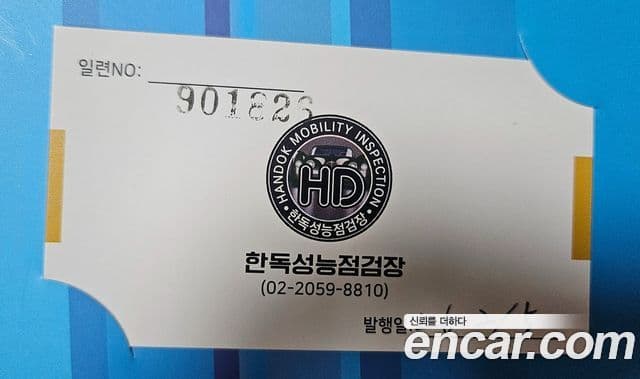 일련NO:
901826
HANDOK MOBILITY INSPECTION
HD
한독성능점검장
한독성능점검장
(02-2059-8810)
발행일
신뢰를 더하다
encar.com